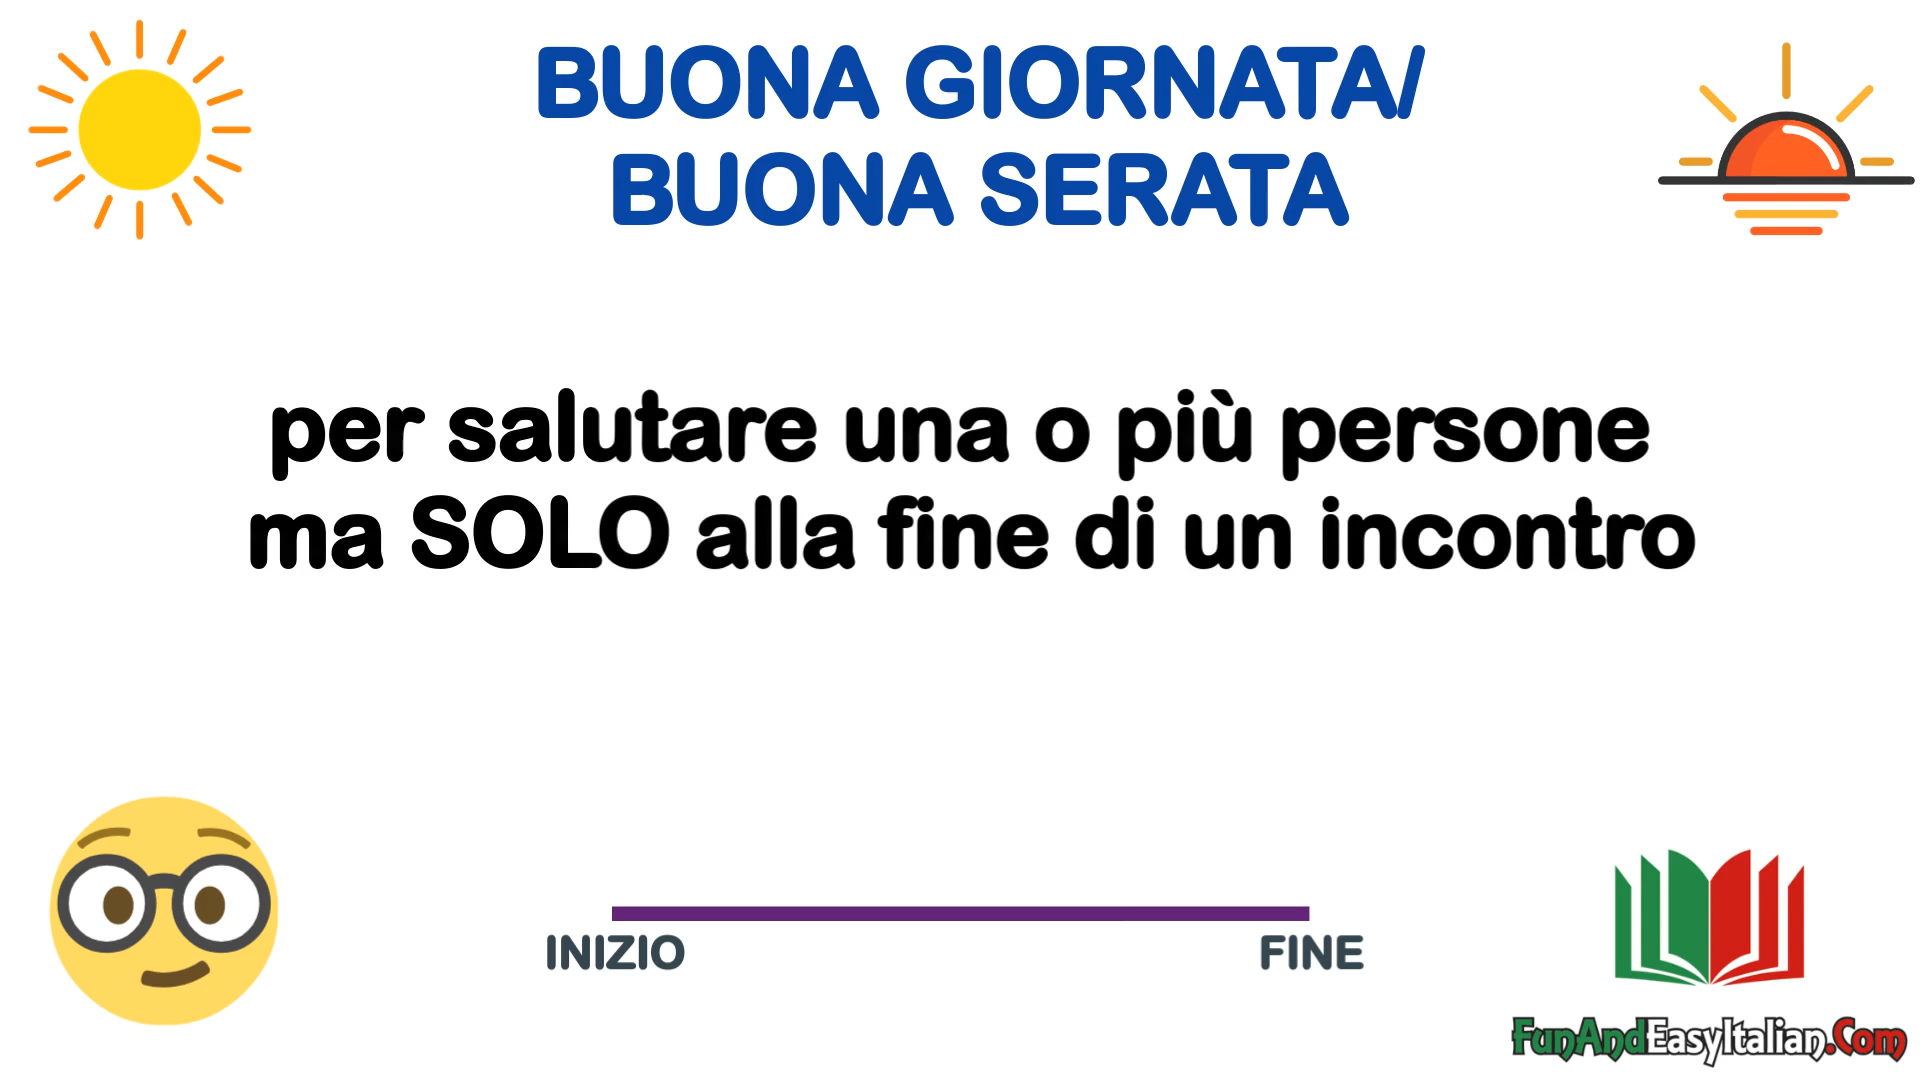 BUONA GIORNATA/
BUONA SERATA
per salutare una o più persone
ma SOLO alla fine di un incontro
INIZIO
FINE
FunAndEasyItalian.Com